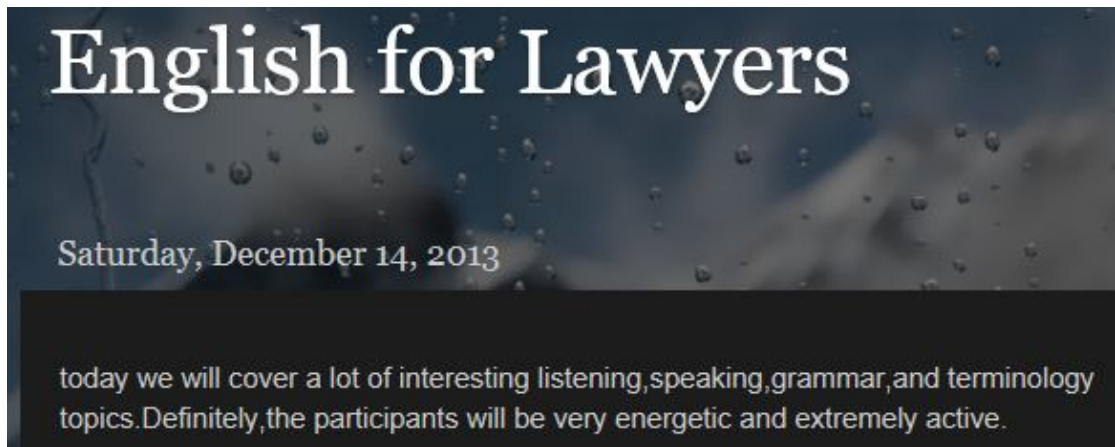 English for Lawyers
Saturday, December 14, 2013
today we will cover a lot of interesting listening,speaking,grammar,and terminology
topics.Definitely,the participants will be very energetic and extremely active.